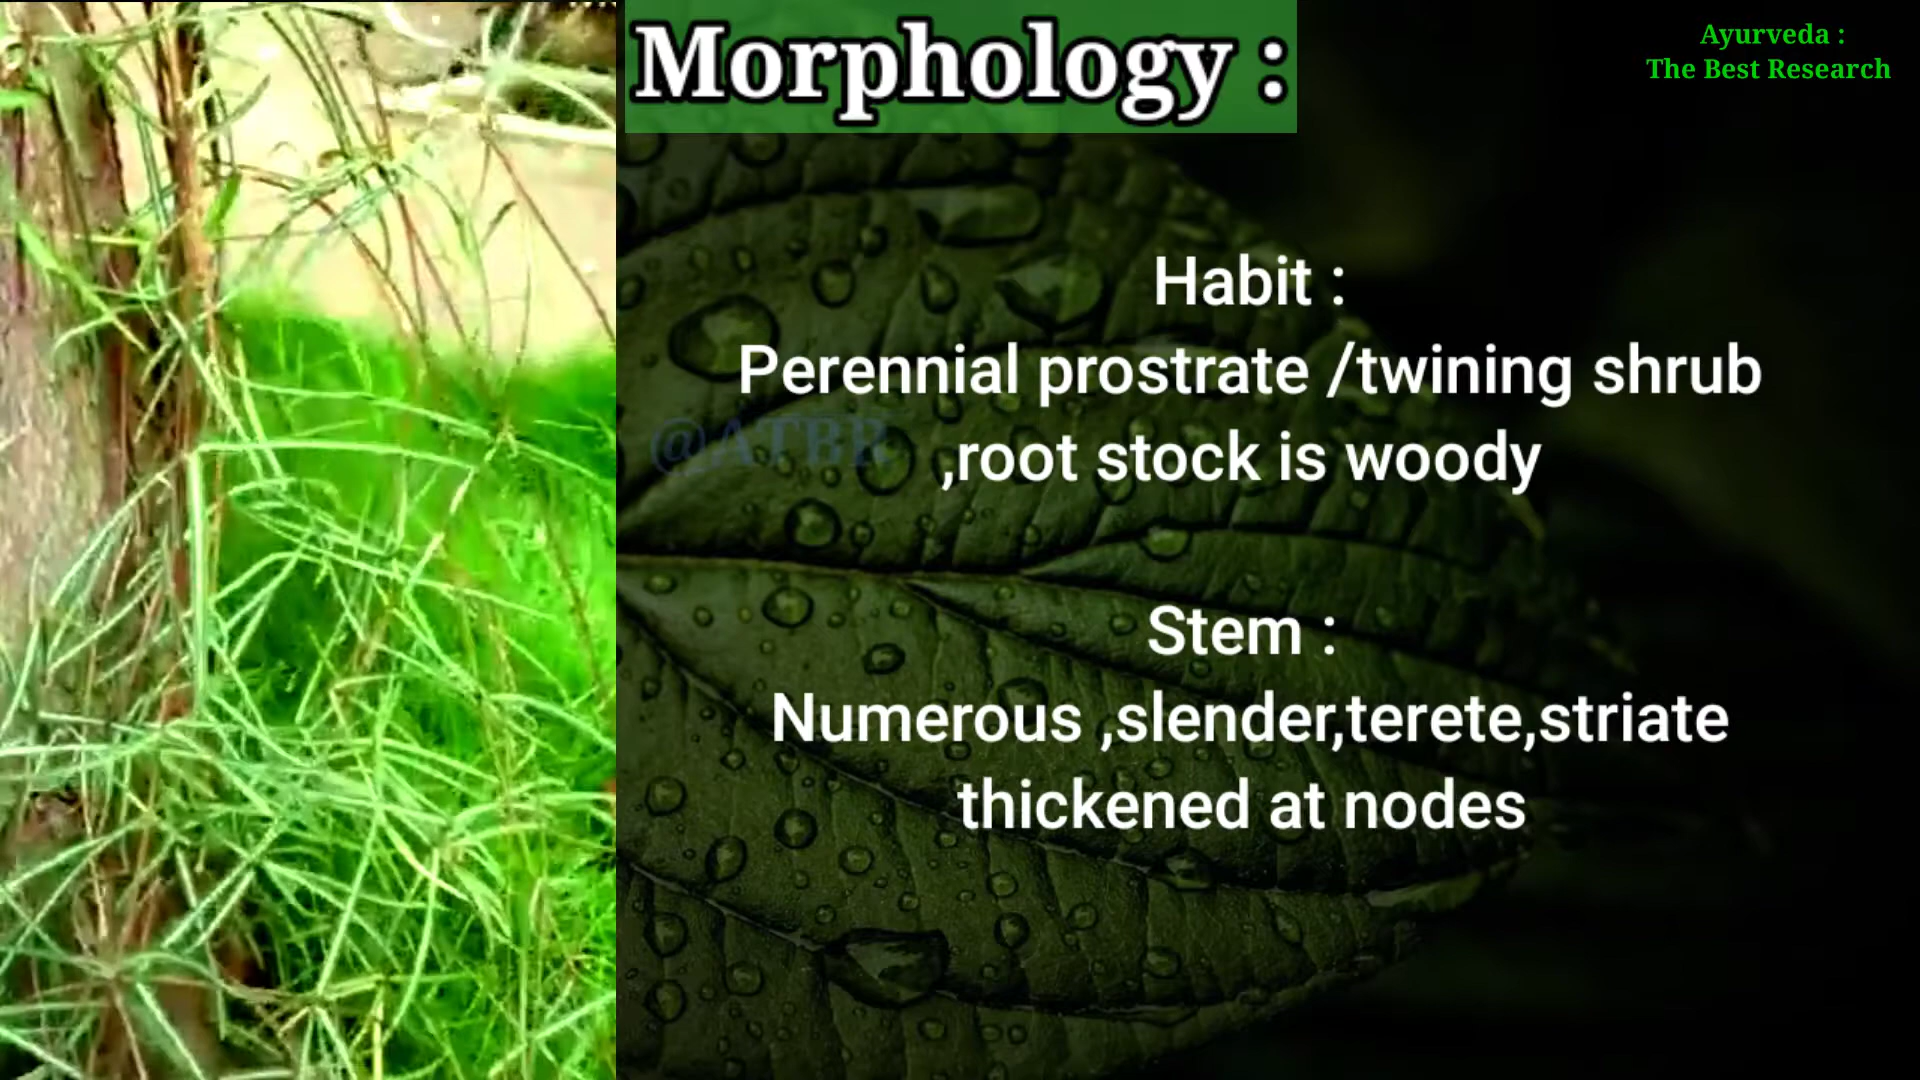 Morphology :
Ayurveda :
The Best Research
Habit :
Perennial prostrate /twining shrub
,root stock is woody
@ATBR
Stem :
Numerous ,slender,terete,striate
thickened at nodes